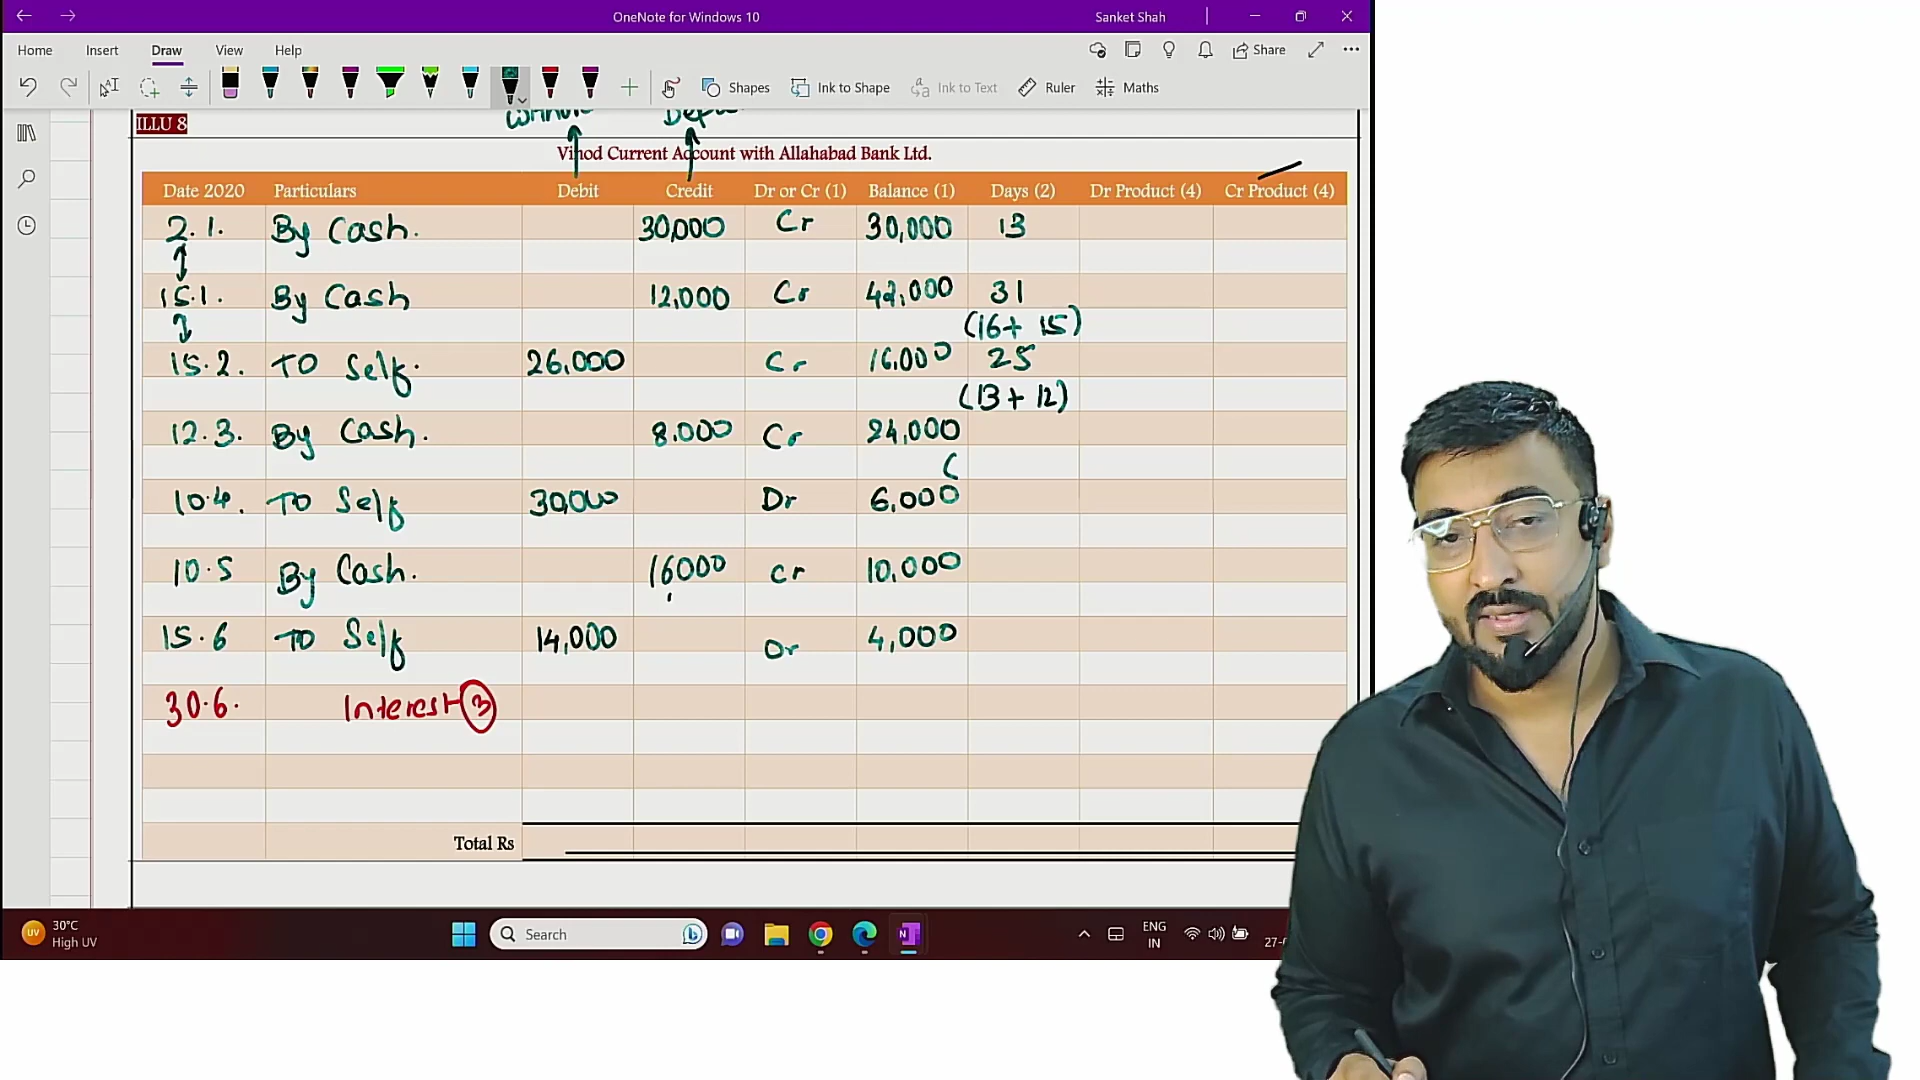 OneNote for Windows 10
Sanket Shah
Home Insert Draw View Help
Share
Shapes Ink to Shape Ink to Text Ruler Maths
ILLU 8
Vinod Current Account with Allahabad Bank Ltd.
Date 2020 Particulars Debit Credit Dr or Cr (1) Balance (1) Days (2) Dr Product (4) Cr Product (4)
2.1. By Cash. 30,000 Cr 30,000 13
15.1. By Cash 12,000 Cr 42,000 31
(16+ 15)
15.2. TO Self. 26,000 Cr 16,000 25
(13 + 12)
12.3. By Cash. 8,000 Cr 24,000
10.4. TO Self 30,000 Dr 6,000
10.5 By Cash. 16000 Cr 10,000
15.6 TO Self 14,000 Dr 4,000
30.6. Interest 3
Total Rs
30°C
High UV
Search
ENG
IN